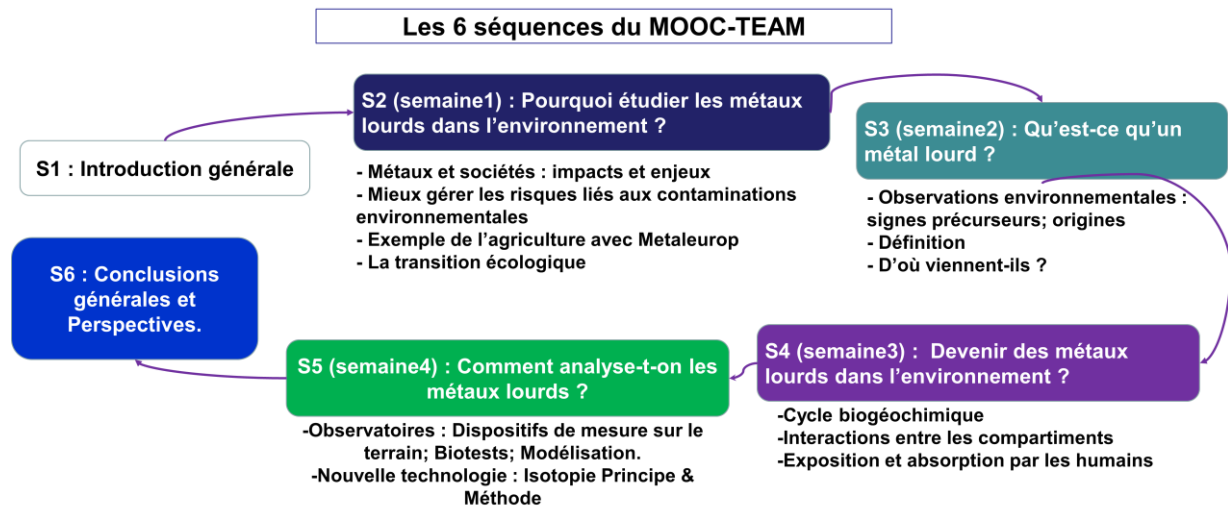 Les 6 séquences du MOOC-TEAM
S1 : Introduction générale
S2 (semaine1) : Pourquoi étudier les métaux
lourds dans l’environnement ?
- Métaux et sociétés : impacts et enjeux
- Mieux gérer les risques liés aux contaminations
environnementales
- Exemple de l’agriculture avec Metaleurop
- La transition écologique
S3 (semaine2) : Qu’est-ce qu’un
métal lourd ?
- Observations environnementales :
signes précurseurs; origines
- Définition
- D’où viennent-ils ?
S4 (semaine3) : Devenir des métaux
lourds dans l’environnement ?
-Cycle biogéochimique
-Interactions entre les compartiments
-Exposition et absorption par les humains
S5 (semaine4) : Comment analyse-t-on les
métaux lourds ?
-Observatoires : Dispositifs de mesure sur le
terrain; Biotests; Modélisation.
-Nouvelle technologie : Isotopie Principe &
Méthode
S6 : Conclusions
générales et
Perspectives.